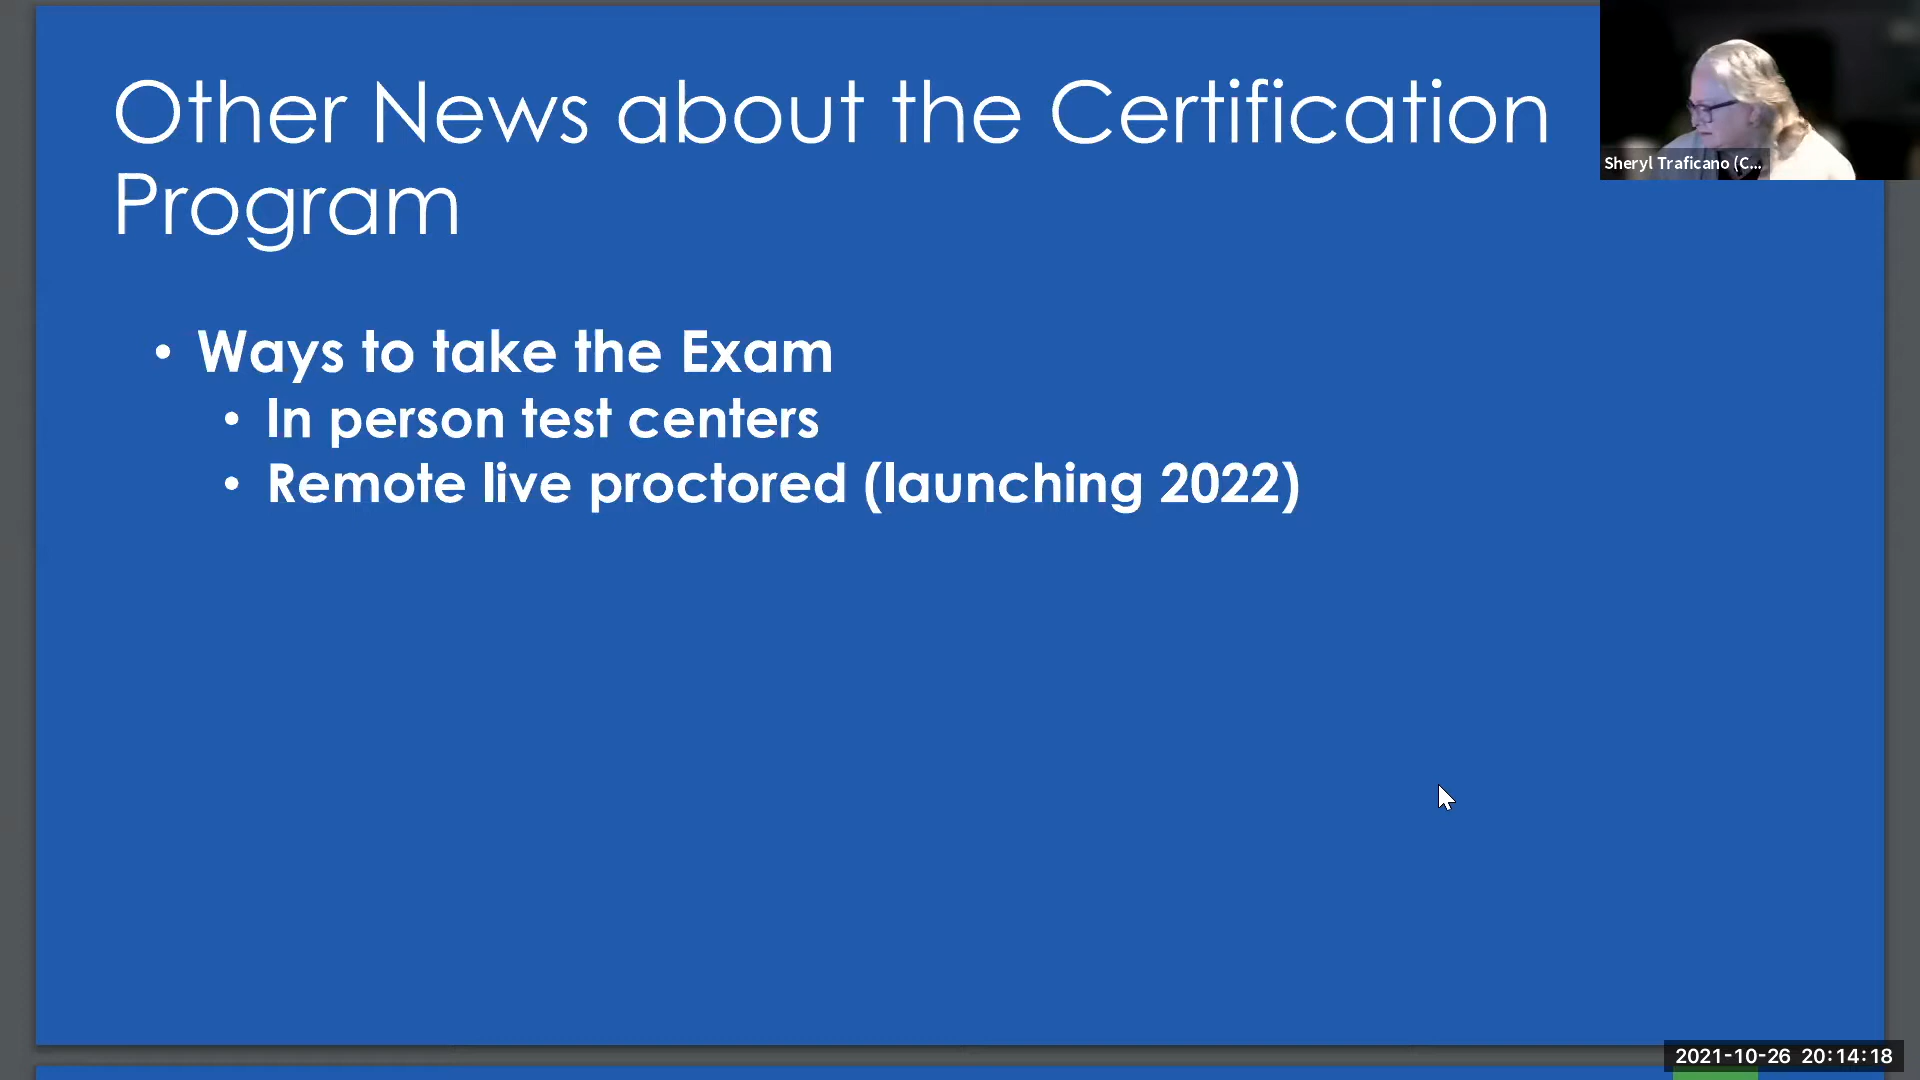 Other News about the Certification
Program
Sheryl Traficano (C...
• Ways to take the Exam
• In person test centers
• Remote live proctored (launching 2022)
2021-10-26 20:14:18